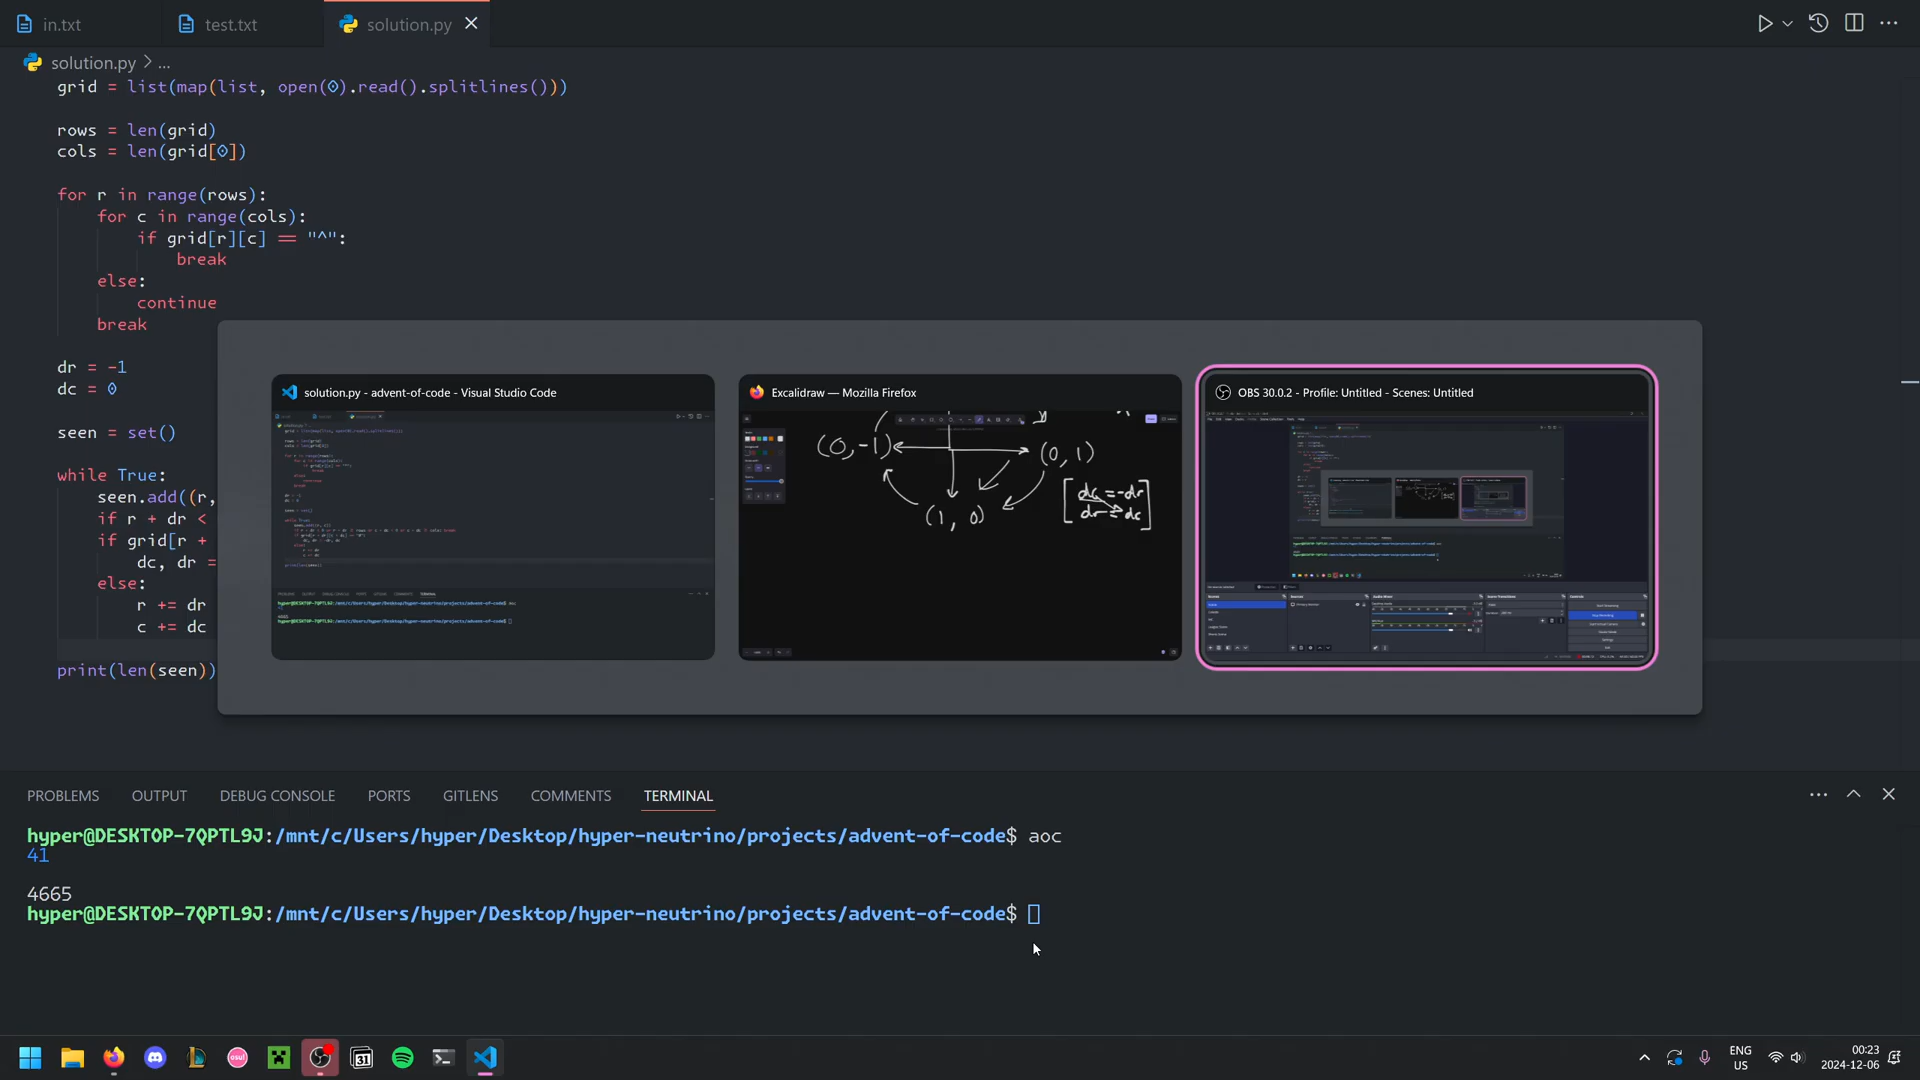 in.txt
test.txt
solution.py
solution.py > ...
grid = list(map(list, open(0).read().splitlines()))
rows = len(grid)
cols = len(grid[0])
for r in range(rows):
for c in range(cols):
if grid[r][c] == "^":
break
else:
continue
break
dr = -1
dc = 0
seen = set()
while True:
seen.add((r,
if r + dr <
if grid[r +
dc, dr =
else:
r += dr
c += dc
print(len(seen))
solution.py - advent-of-code - Visual Studio Code
Excalidraw — Mozilla Firefox
(0,-1)
(0, 1)
(1, 0)
dc = -dr
dr = dc
OBS 30.0.2 - Profile: Untitled - Scenes: Untitled
PROBLEMS
OUTPUT
DEBUG CONSOLE
PORTS
GITLENS
COMMENTS
TERMINAL
hyper@DESKTOP-7QPTL9J:/mnt/c/Users/hyper/Desktop/hyper-neutrino/projects/advent-of-code$ aoc
41
4665
hyper@DESKTOP-7QPTL9J:/mnt/c/Users/hyper/Desktop/hyper-neutrino/projects/advent-of-code$
osu!
31
ENG
US
00:23
2024-12-06